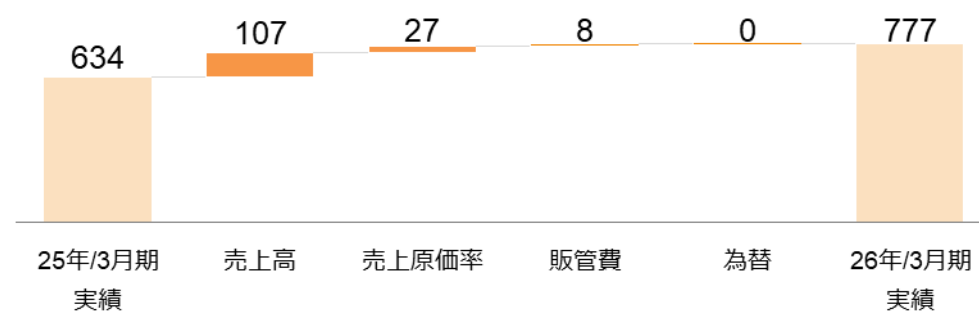 634
107
27
8
0
777
25年/3月期
実績
売上高
売上原価率
販管費
為替
26年/3月期
実績